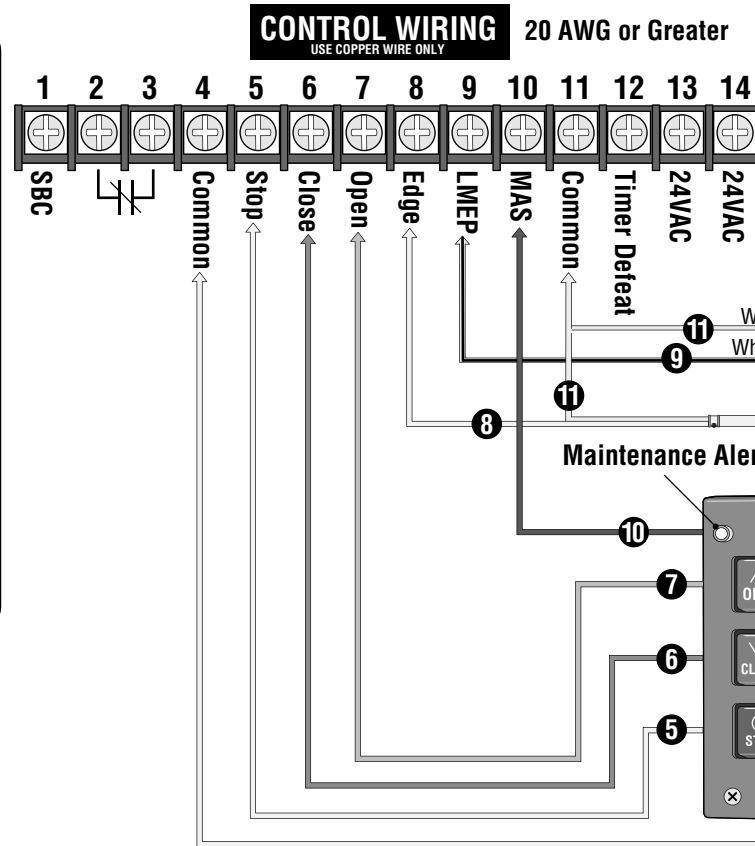 CONTROL WIRING
USE COPPER WIRE ONLY
20 AWG or Greater
1 2 3 4 5 6 7 8 9 10 11 12 13 14
SBC
Common
Stop
Close
Open
Edge
LMEP
MAS
Common
Timer Defeat
24VAC
24VAC
11
9
11
8
Maintenance Aler
10
7
6
5